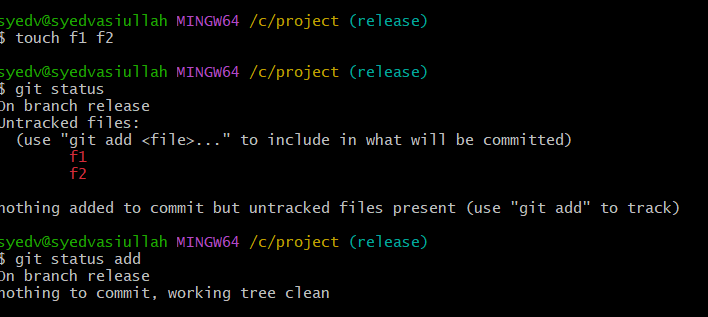 syedv@syedvasiullah MINGW64 /c/project (release)
$ touch f1 f2
syedv@syedvasiullah MINGW64 /c/project (release)
$ git status
On branch release
Untracked files:
(use "git add <file>..." to include in what will be committed)
f1
f2
nothing added to commit but untracked files present (use "git add" to track)
syedv@syedvasiullah MINGW64 /c/project (release)
$ git status add
On branch release
nothing to commit, working tree clean